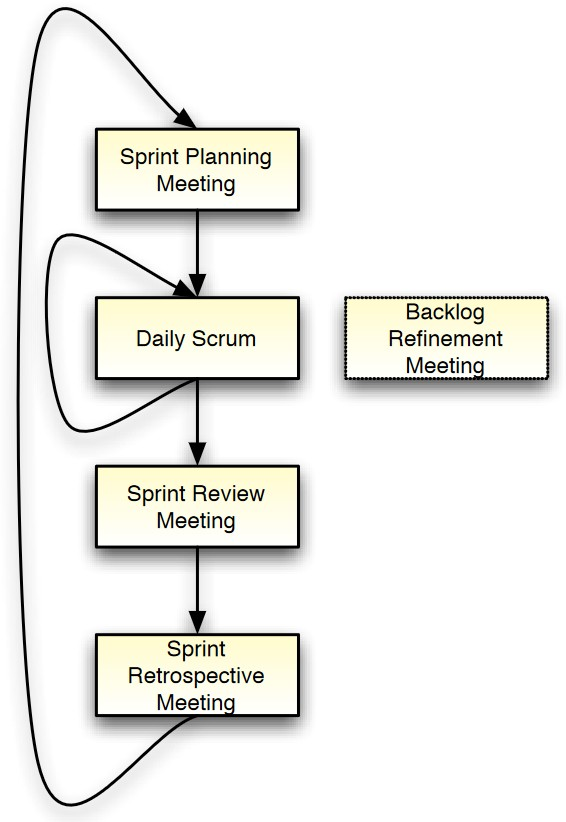 Sprint Planning
Meeting
Daily Scrum
Backlog
Refinement
Meeting
Sprint Review
Meeting
Sprint
Retrospective
Meeting